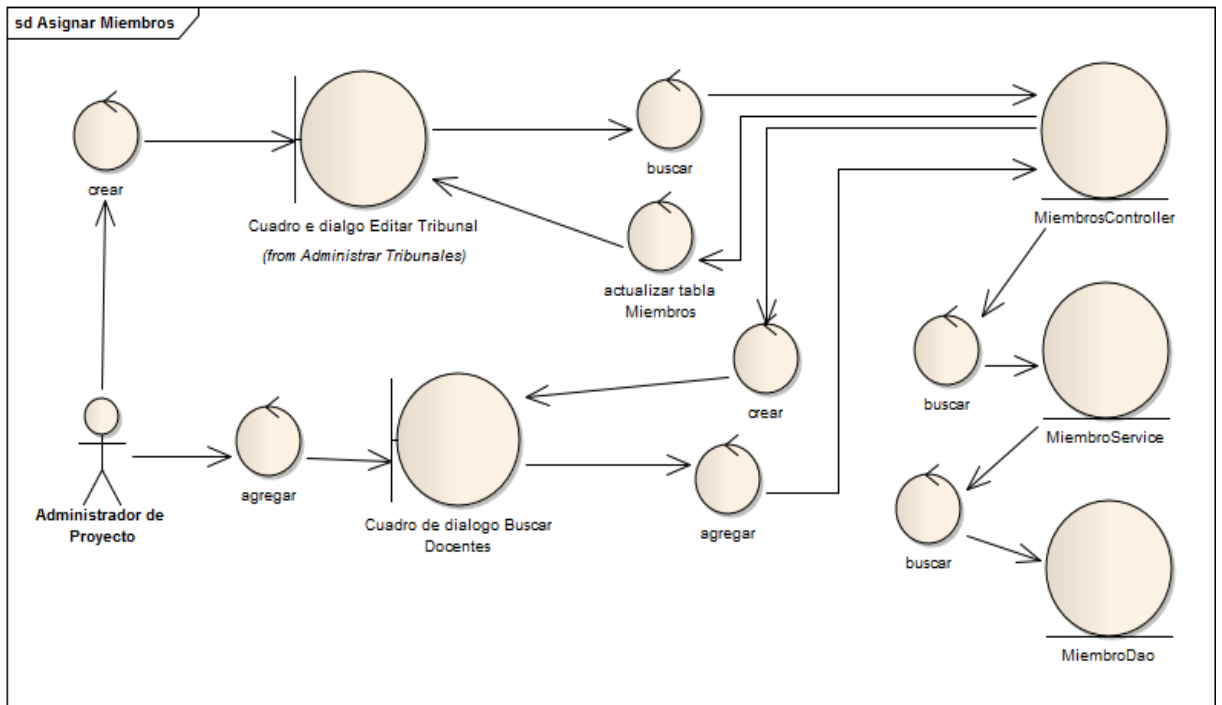 sd Asignar Miembros
crear
Cuadro e dialgo Editar Tribunal
(from Administrar Tribunales)
buscar
actualizar tabla
Miembros
MiembrosController
crear
buscar
MiembroService
Administrador de
Proyecto
agregar
Cuadro de dialogo Buscar
Docentes
agregar
buscar
MiembroDao